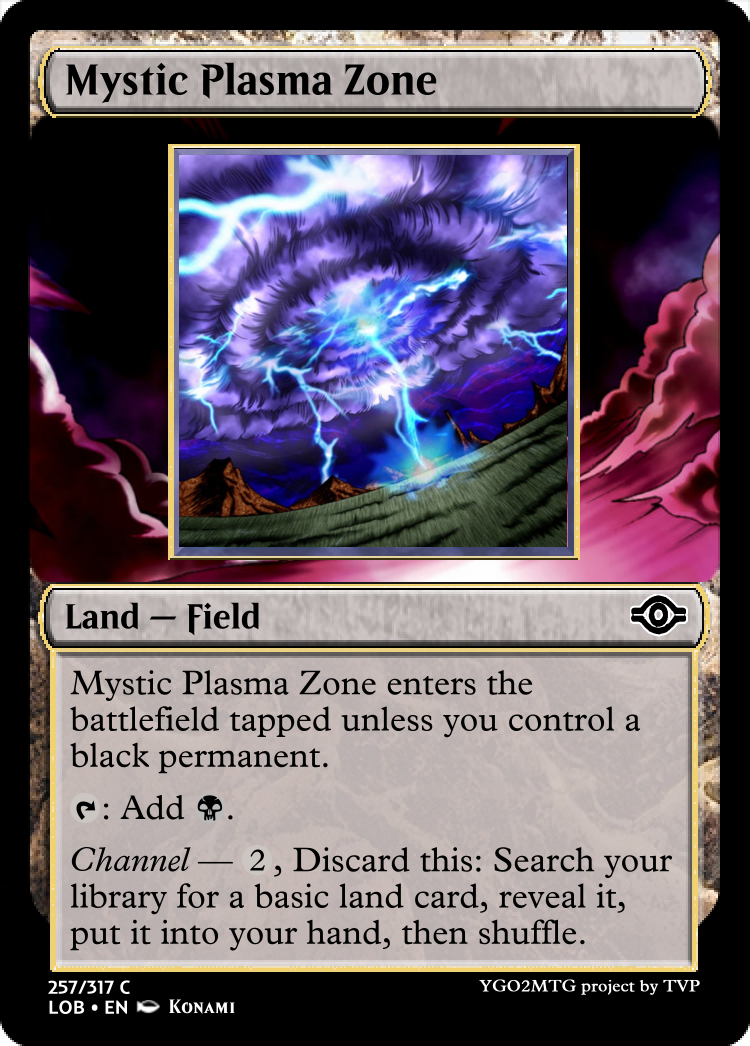 Mystic Plasma Zone
Land — Field
Mystic Plasma Zone enters the
battlefield tapped unless you control a
black permanent.
: Add .
Channel — 2, Discard this: Search your
library for a basic land card, reveal it,
put it into your hand, then shuffle.
257/317 C
YGO2MTG project by TVP
LOB • EN Konami